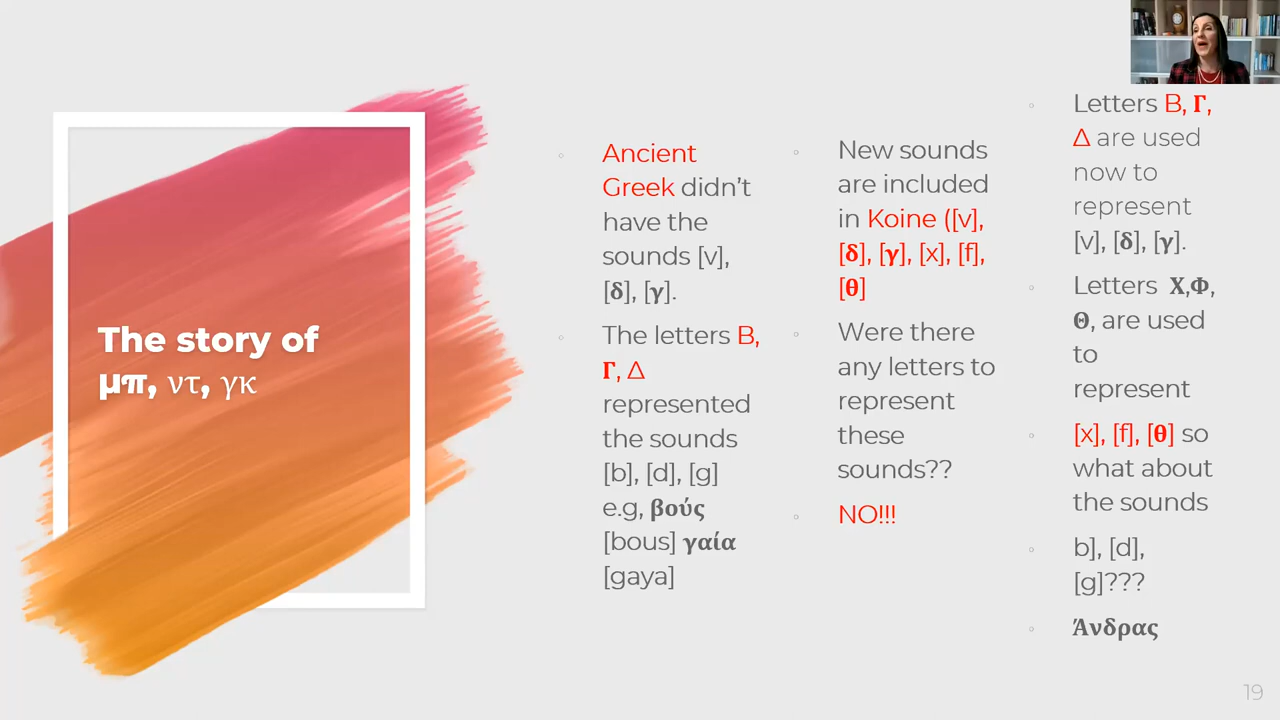 The story of
μπ, ντ, γκ
Ancient
Greek didn’t
have the
sounds [v],
[δ], [γ].
The letters B,
Γ, Δ
represented
the sounds
[b], [d], [g]
e.g, βούς
[bous] γαία
[gaya]
New sounds
are included
in Koine ([v],
[δ], [γ], [x], [f],
[θ]
Were there
any letters to
represent
these
sounds??
NO!!!
Letters B, Γ,
Δ are used
now to
represent
[v], [δ], [γ].
Letters Χ,Φ,
Θ, are used
to
represent
[x], [f], [θ] so
what about
the sounds
b], [d],
[g]???
Άνδρας
19